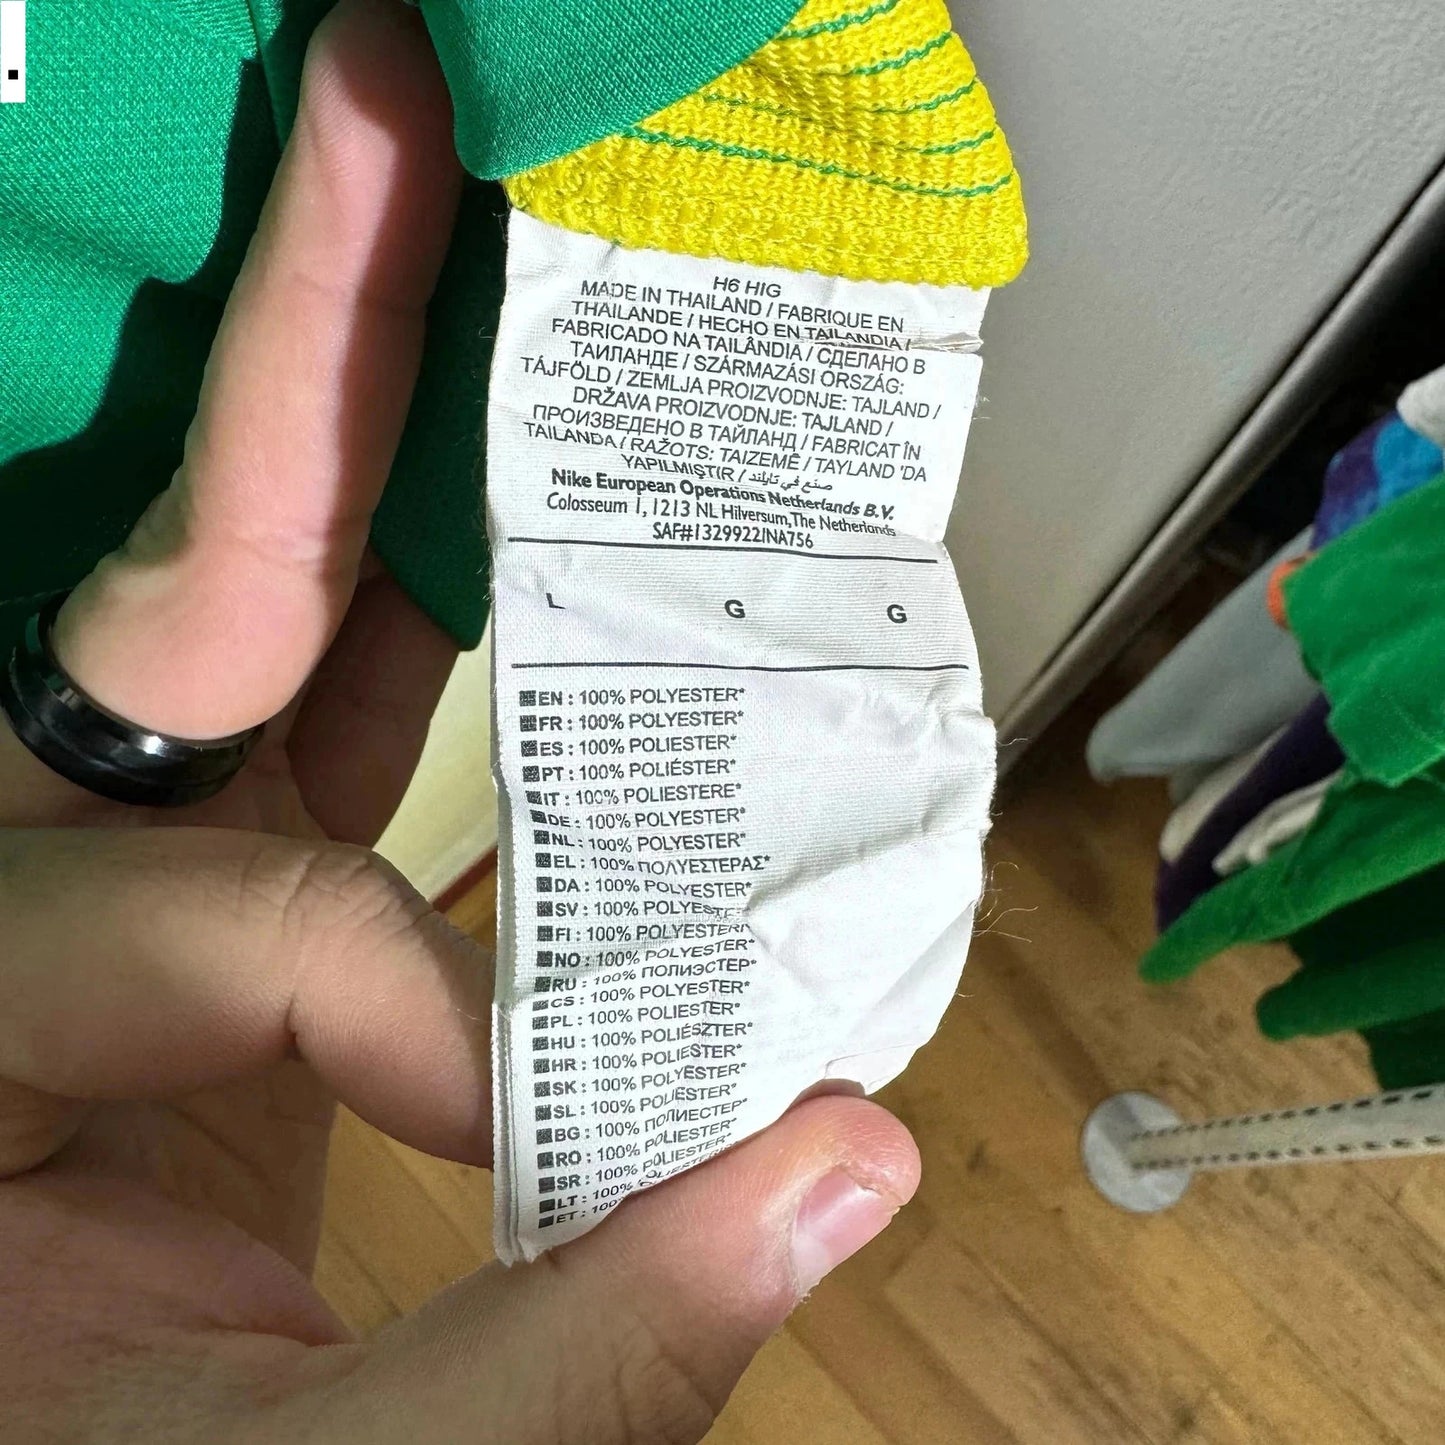 H6 HIG
MADE IN THAILAND / FABRIQUE EN
THAILANDE / HECHO EN TAILANDIA /
FABRICADO NA TAILÂNDIA / СДЕЛАНО В
ТАИЛАНДЕ / SZÁRMAZÁSI ORSZÁG:
TÁJFÖLD / ZEMLJA PROIZVODNJE: TAJLAND /
DRŽAVA PROIZVODNJE: TAJLAND /
ПРОИЗВЕДЕНО В ТАЙЛАНД / FABRICAT ÎN
TAILANDA / RAŽOTS: TAIZEMĒ / TAYLAND 'DA
YAPILMIŞTIR / صنع في تايلند
Nike European Operations Netherlands B.V.
Colosseum 1, 1213 NL Hilversum,The Netherlands
SAF#1329922INA756
L G G
EN : 100% POLYESTER*
FR : 100% POLYESTER*
ES : 100% POLIESTER*
PT : 100% POLIÉSTER*
IT : 100% POLIESTERE*
DE : 100% POLYESTER*
NL : 100% POLYESTER*
EL : 100% ΠΟΛΥΕΣΤΕΡΑΣ*
DA : 100% POLYESTER*
SV : 100% POLYESTE
FI : 100% POLYESTERI
NO : 100% POLYESTER*
RU : 100% ПОЛИЭСТЕР*
CS : 100% POLYESTER*
PL : 100% POLIESTER*
HU : 100% POLIÉSZTER*
HR : 100% POLIESTER*
SK : 100% POLYESTER*
SL : 100% POLIESTER*
BG : 100% ПОЛИЕСТЕР*
RO : 100% POLIESTER*
SR : 100% POLIESTER*
LT : 100%
ET : 100